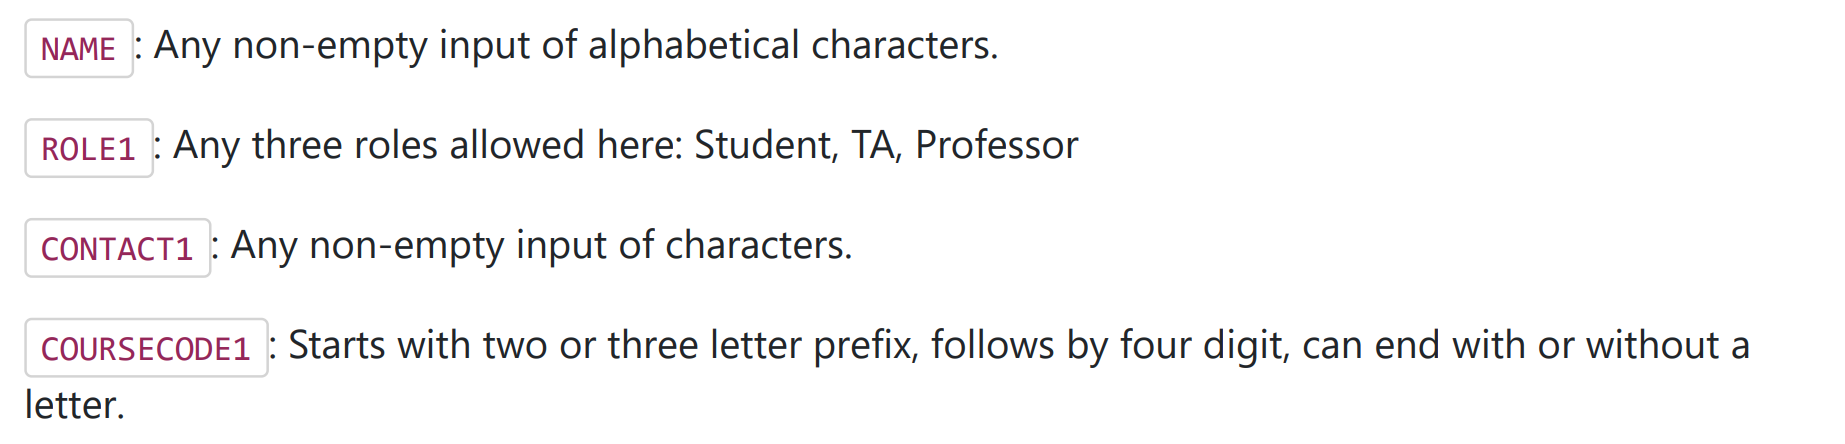 NAME : Any non-empty input of alphabetical characters.
ROLE1 : Any three roles allowed here: Student, TA, Professor
CONTACT1 : Any non-empty input of characters.
COURSECODE1 : Starts with two or three letter prefix, follows by four digit, can end with or without a
letter.